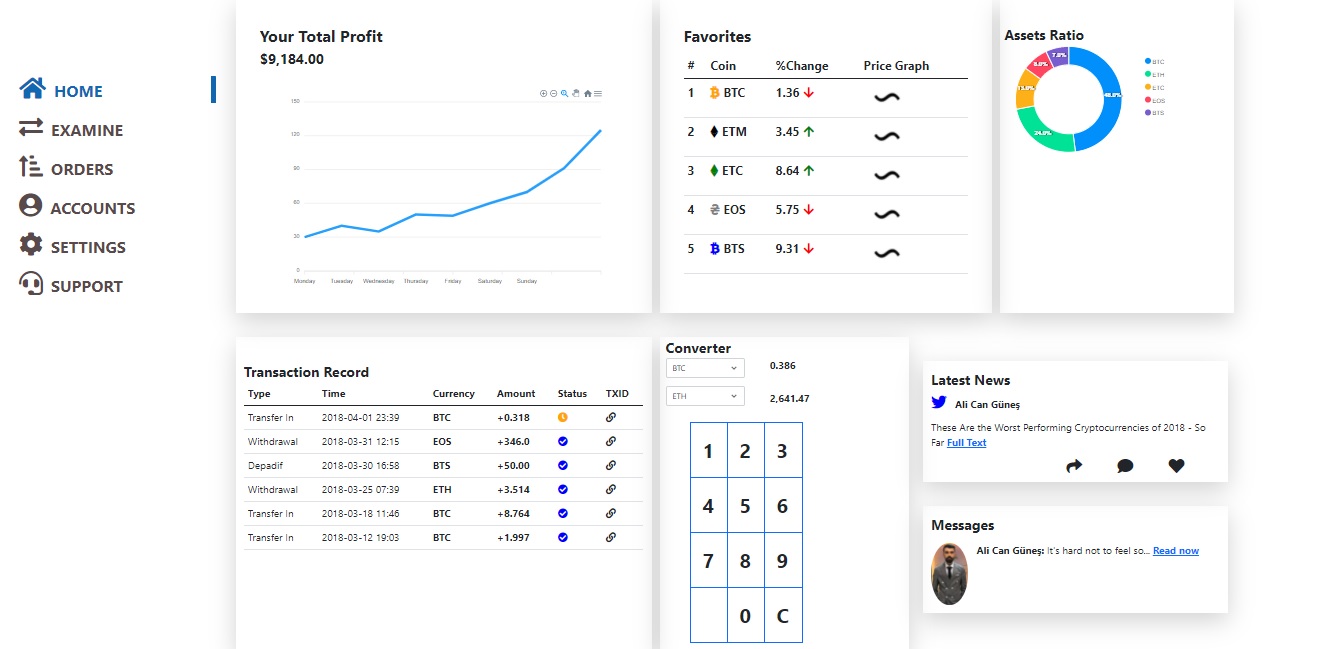 HOME
EXAMINE
ORDERS
ACCOUNTS
SETTINGS
SUPPORT
Your Total Profit
$9,184.00
150
120
90
60
30
0
Monday Tuesday Wednesday Thursday Friday Saturday Sunday
Favorites
# Coin %Change Price Graph
1 BTC 1.36
2 ETM 3.45
3 ETC 8.64
4 EOS 5.75
5 BTS 9.31
Assets Ratio
7.0%
8.0%
24.0%
BTC
ETH
ETC
EOS
BTS
Transaction Record
Type Time Currency Amount Status TXID
Transfer In 2018-04-01 23:39 BTC +0.318
Withdrawal 2018-03-31 12:15 EOS +346.0
Depadif 2018-03-30 16:58 BTS +50.00
Withdrawal 2018-03-25 07:39 ETH +3.514
Transfer In 2018-03-18 11:46 BTC +8.764
Transfer In 2018-03-12 19:03 BTC +1.997
Converter
BTC 0.386
ETH 2,641.47
1 2 3
4 5 6
7 8 9
0 C
Latest News
Ali Can Güneş
These Are the Worst Performing Cryptocurrencies of 2018 - So
Far Full Text
Messages
Ali Can Güneş: It's hard not to feel so... Read now